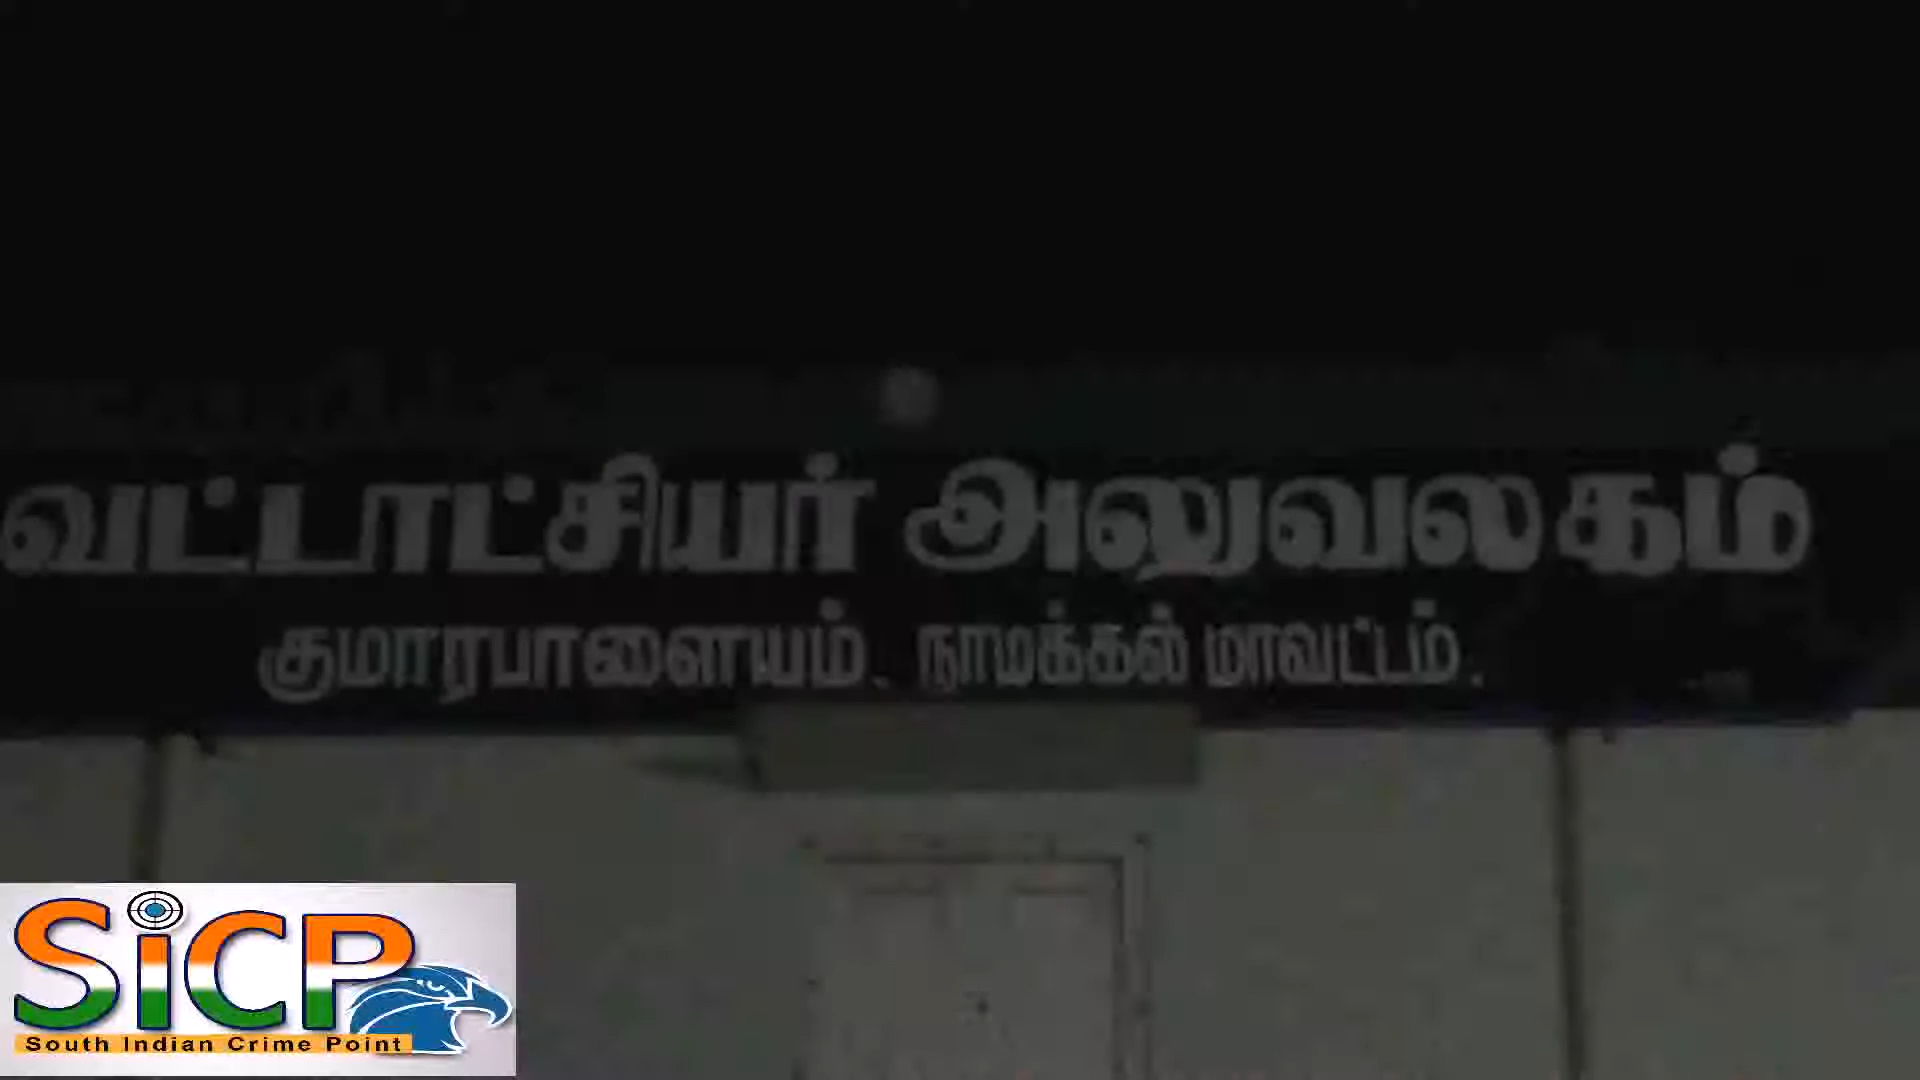 வட்டாட்சியர் அலுவலகம்
குமாரபாளையம். நாமக்கல் மாவட்டம்.
SiCP
South Indian Crime Point